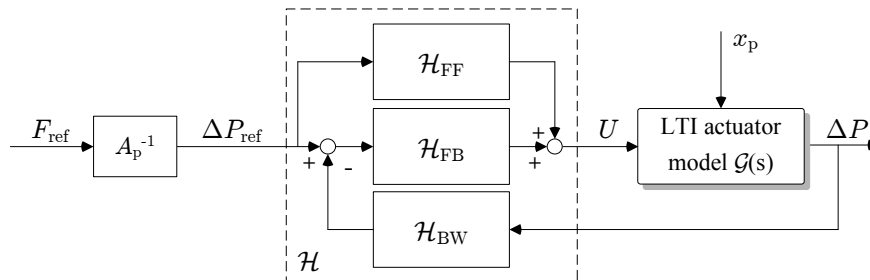 x_p
H_FF
F_ref A_p^-1 ΔP_ref + - H_FB + + U LTI actuator ΔP
model G(s)
H_BW
H